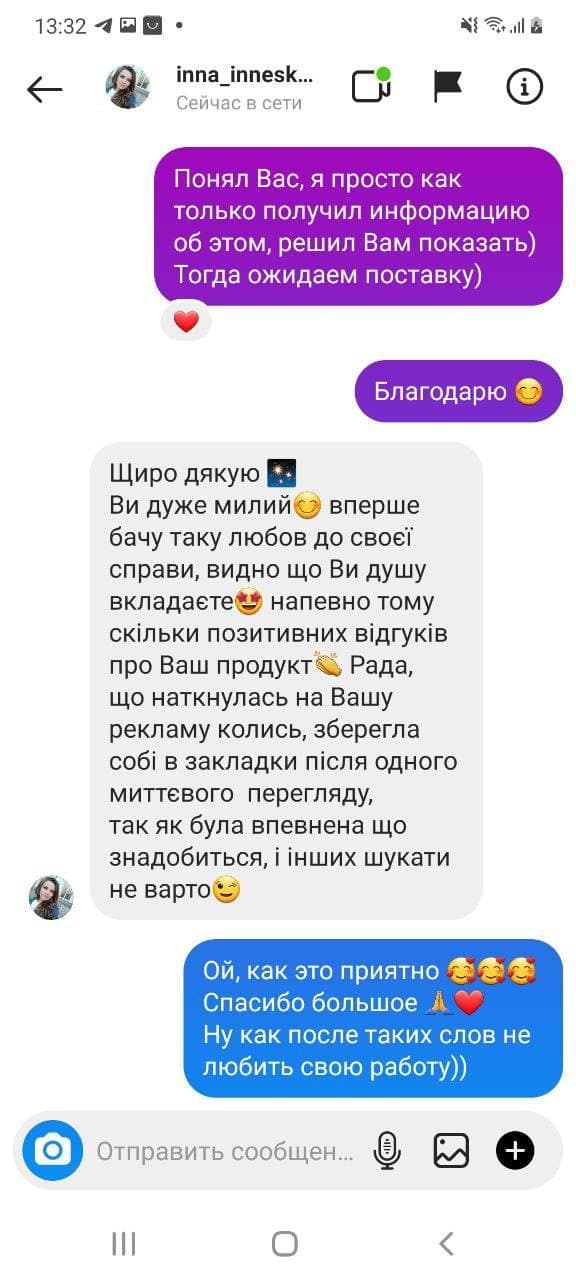 13:32
inna_innesk...
Сейчас в сети
Понял Вас, я просто как
только получил информацию
об этом, решил Вам показать)
Тогда ожидаем поставку)
❤️
Благодарю 😊
Щиро дякую 🎇
Ви дуже милий😊 вперше
бачу таку любов до своєї
справи, видно що Ви душу
вкладаєте🤩 напевно тому
скільки позитивних відгуків
про Ваш продукт👏 Рада,
що наткнулась на Вашу
рекламу колись, зберегла
собі в закладки після одного
миттєвого  перегляду,
так як була впевнена що
знадобиться, і інших шукати
не варто😉
Ой, как это приятно 🥰🥰🥰
Спасибо большое 🙏❤️
Ну как после таких слов не
любить свою работу))
Отправить сообщен...